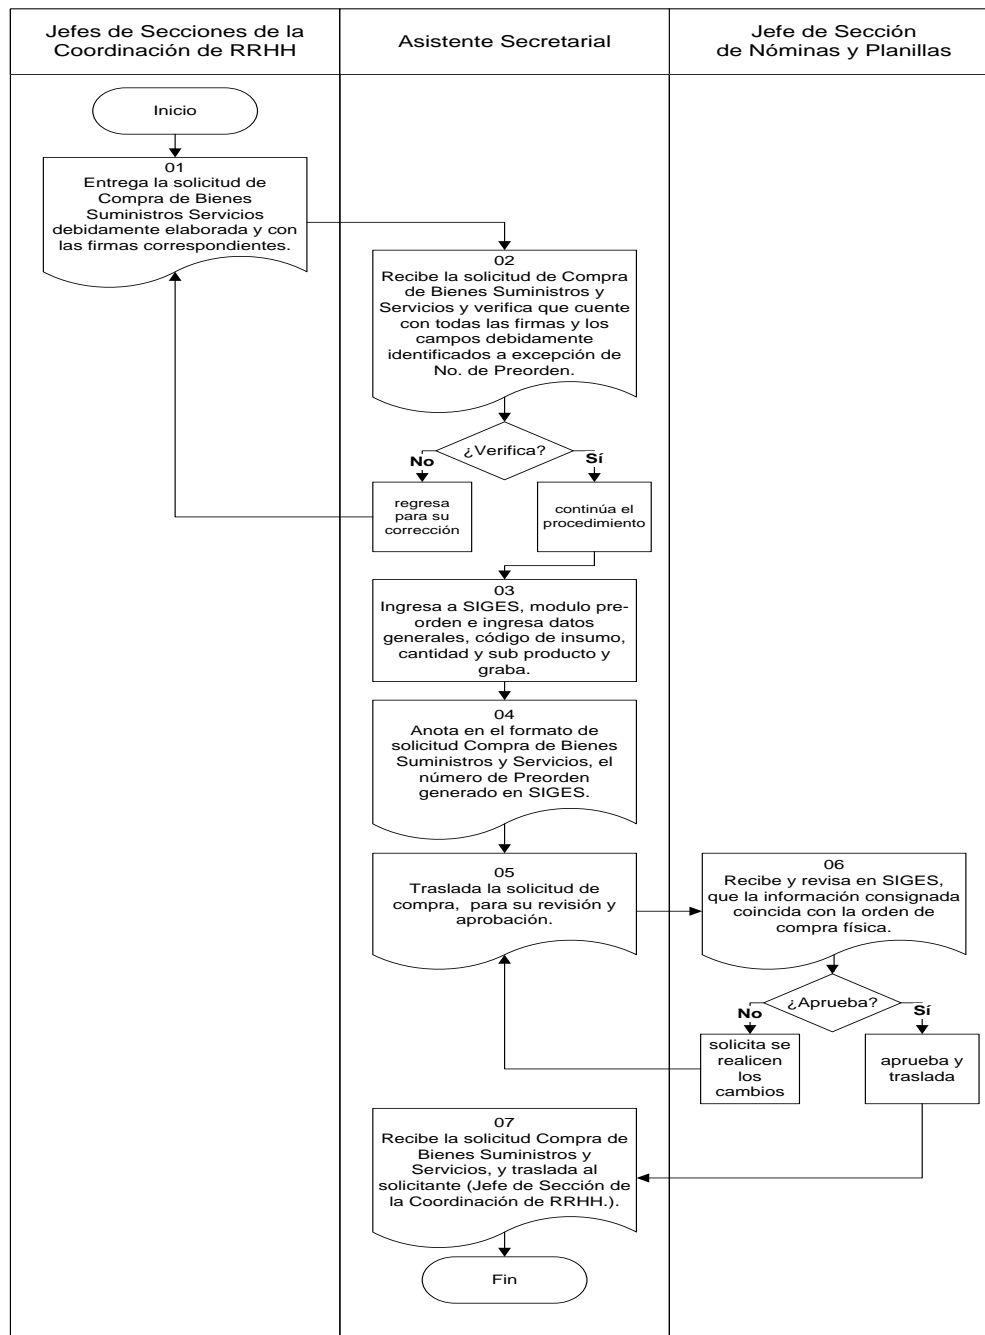 Jefes de Secciones de la
Coordinación de RRHH
Asistente Secretarial
Jefe de Sección
de Nóminas y Planillas
Inicio
01
Entrega la solicitud de
Compra de Bienes
Suministros Servicios
debidamente elaborada y con
las firmas correspondientes.
02
Recibe la solicitud de Compra
de Bienes Suministros y
Servicios y verifica que cuente
con todas las firmas y los
campos debidamente
identificados a excepción de
No. de Preorden.
¿Verifica?
No
Sí
regresa
para su
corrección
continúa el
procedimiento
03
Ingresa a SIGES, modulo pre-
orden e ingresa datos
generales, código de insumo,
cantidad y sub producto y
graba.
04
Anota en el formato de
solicitud Compra de Bienes
Suministros y Servicios, el
número de Preorden
generado en SIGES.
05
Traslada la solicitud de
compra,  para su revisión y
aprobación.
06
Recibe y revisa en SIGES,
que la información consignada
coincida con la orden de
compra física.
¿Aprueba?
No
Sí
solicita se
realicen
los
cambios
aprueba y
traslada
07
Recibe la solicitud Compra de
Bienes Suministros y
Servicios, y traslada al
solicitante (Jefe de Sección de
la Coordinación de RRHH.).
Fin